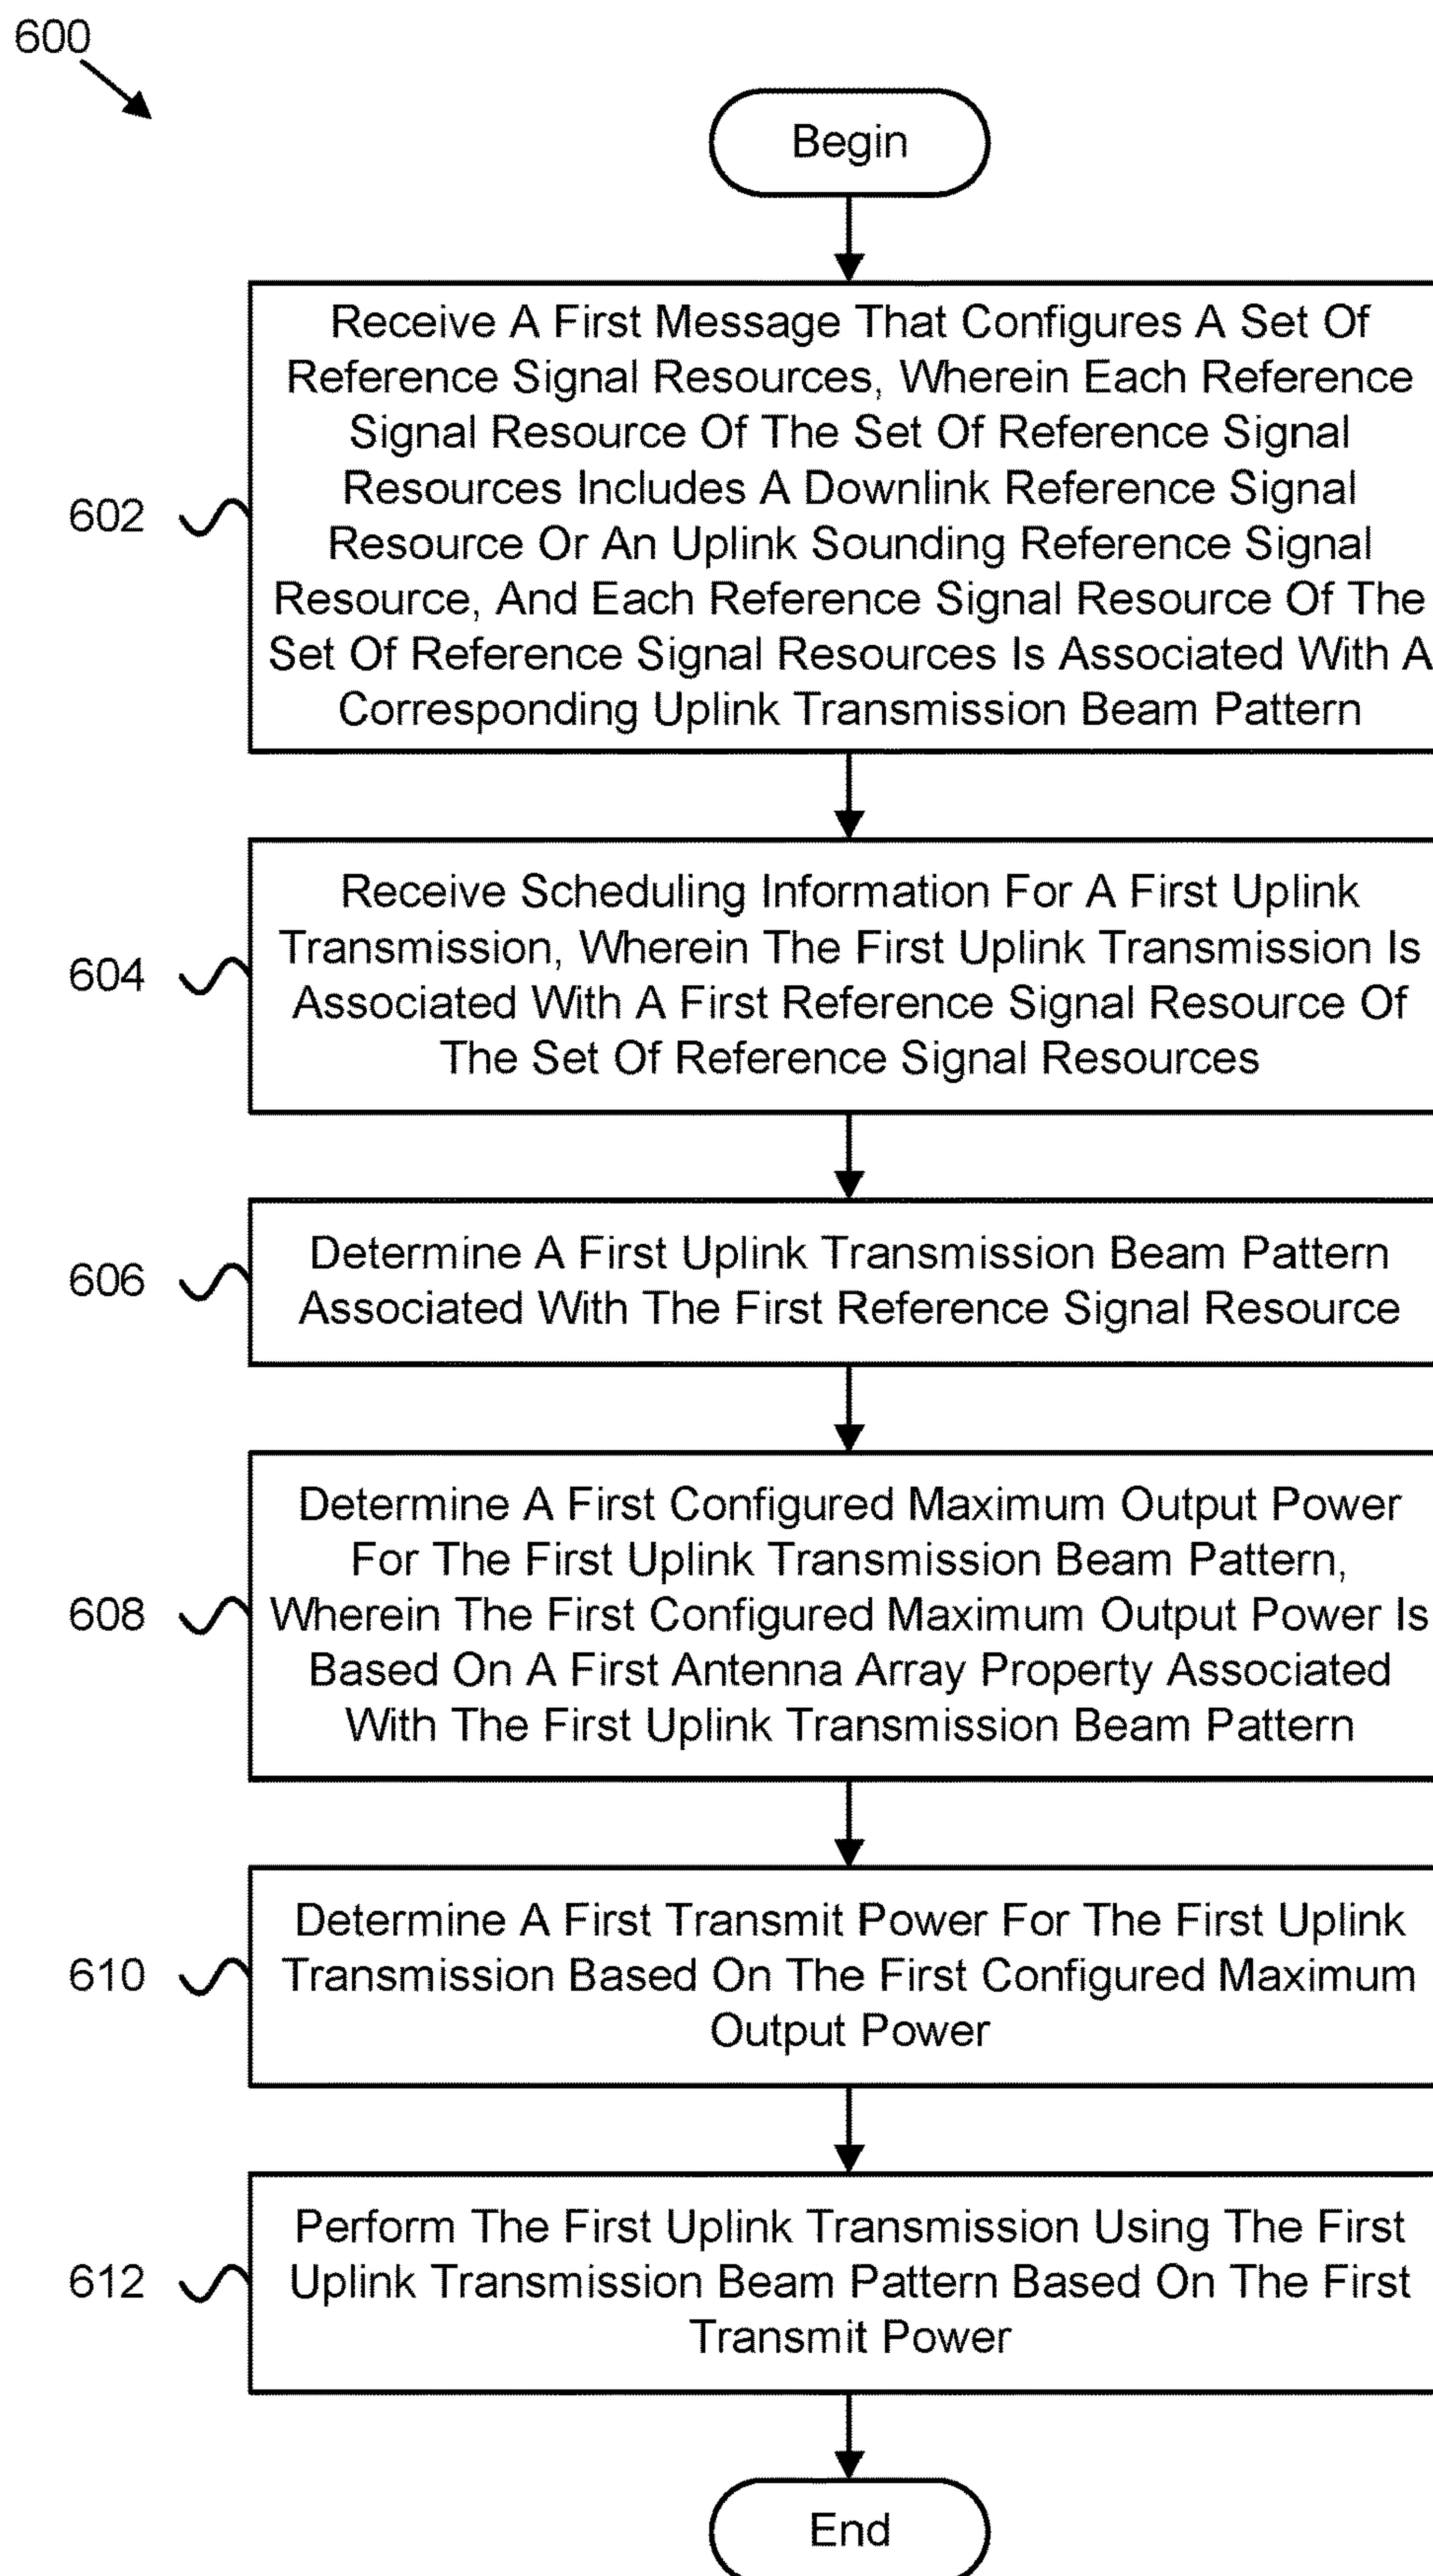 600
Begin
602
Receive A First Message That Configures A Set Of
Reference Signal Resources, Wherein Each Reference
Signal Resource Of The Set Of Reference Signal
Resources Includes A Downlink Reference Signal
Resource Or An Uplink Sounding Reference Signal
Resource, And Each Reference Signal Resource Of The
Set Of Reference Signal Resources Is Associated With A
Corresponding Uplink Transmission Beam Pattern
604
Receive Scheduling Information For A First Uplink
Transmission, Wherein The First Uplink Transmission Is
Associated With A First Reference Signal Resource Of
The Set Of Reference Signal Resources
606
Determine A First Uplink Transmission Beam Pattern
Associated With The First Reference Signal Resource
608
Determine A First Configured Maximum Output Power
For The First Uplink Transmission Beam Pattern,
Wherein The First Configured Maximum Output Power Is
Based On A First Antenna Array Property Associated
With The First Uplink Transmission Beam Pattern
610
Determine A First Transmit Power For The First Uplink
Transmission Based On The First Configured Maximum
Output Power
612
Perform The First Uplink Transmission Using The First
Uplink Transmission Beam Pattern Based On The First
Transmit Power
End